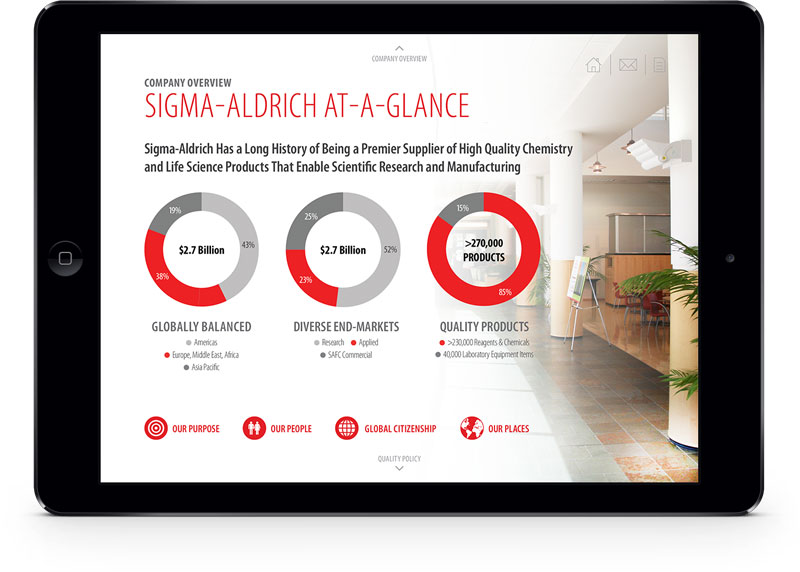 COMPANY OVERVIEW
COMPANY OVERVIEW
SIGMA-ALDRICH AT-A-GLANCE
Sigma-Aldrich Has a Long History of Being a Premier Supplier of High Quality Chemistry
and Life Science Products That Enable Scientific Research and Manufacturing
19%
43%
38%
$2.7 Billion
25%
52%
23%
$2.7 Billion
15%
85%
>270,000
PRODUCTS
GLOBALLY BALANCED
Americas
Europe, Middle East, Africa
Asia Pacific
DIVERSE END-MARKETS
Research Applied
SAFC Commercial
QUALITY PRODUCTS
>230,000 Reagents & Chemicals
40,000 Laboratory Equipment Items
OUR PURPOSE
OUR PEOPLE
GLOBAL CITIZENSHIP
OUR PLACES
QUALITY POLICY